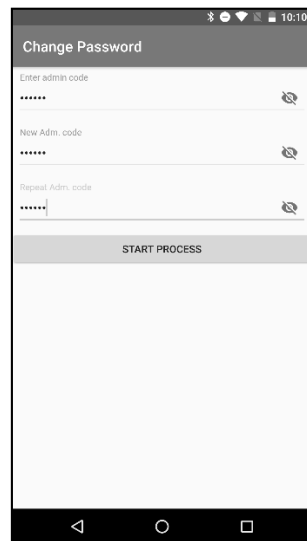 10:10
Change Password
Enter admin code
••••••
New Adm. code
••••••
Repeat Adm. code
••••••
START PROCESS